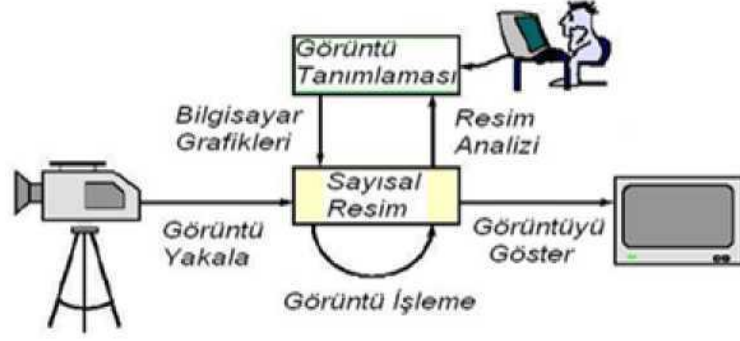 Görüntü
Tanımlaması
Bilgisayar
Grafikleri
Resim
Analizi
Sayısal
Resim
Görüntü
Yakala
Görüntüyü
Göster
Görüntü İşleme